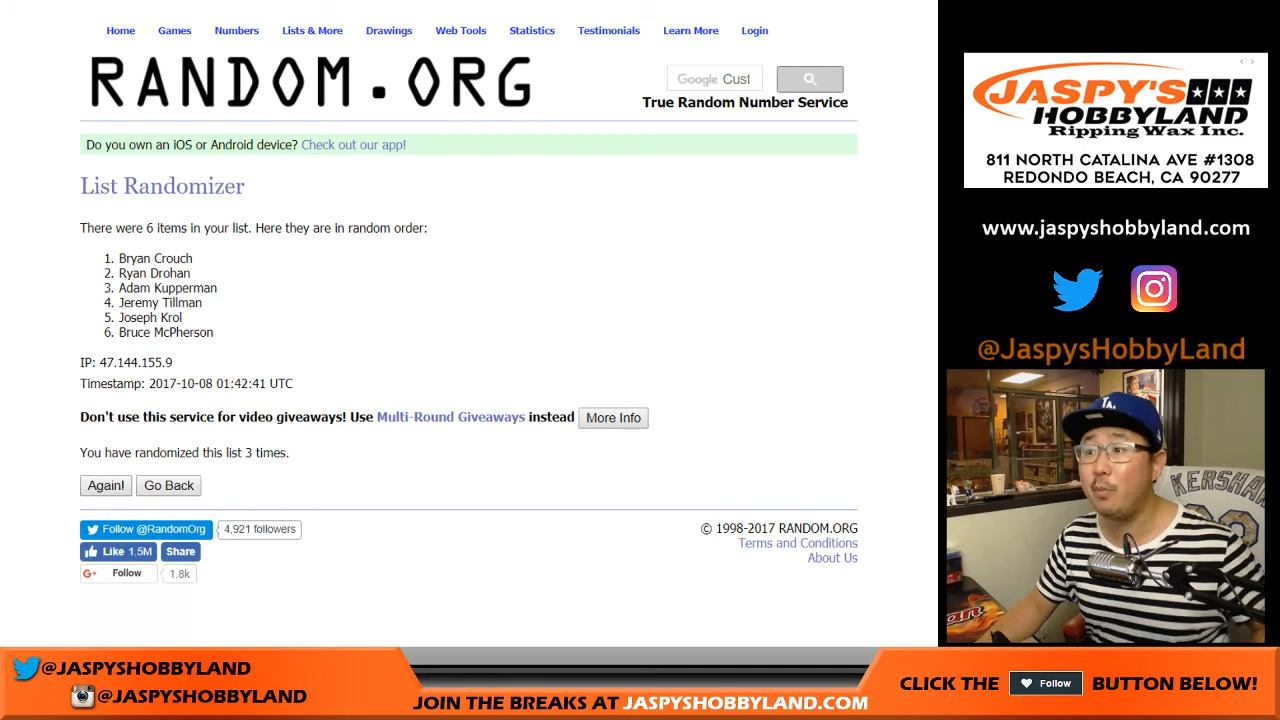 Home Games Numbers Lists & More Drawings Web Tools Statistics Testimonials Learn More Login
RANDOM.ORG
Google Cust
True Random Number Service
Do you own an iOS or Android device? Check out our app!
List Randomizer
There were 6 items in your list. Here they are in random order:
1. Bryan Crouch
2. Ryan Drohan
3. Adam Kupperman
4. Jeremy Tillman
5. Joseph Krol
6. Bruce McPherson
IP: 47.144.155.9
Timestamp: 2017-10-08 01:42:41 UTC
Don't use this service for video giveaways! Use Multi-Round Giveaways instead More Info
You have randomized this list 3 times.
Again! Go Back
Follow @RandomOrg 4,921 followers
Like 1.5M Share
G+ Follow 1.8k
© 1998-2017 RANDOM.ORG
Terms and Conditions
About Us
JASPY'S
HOBBYLAND
Ripping Wax Inc.
811 NORTH CATALINA AVE #1308
REDONDO BEACH, CA 90277
www.jaspyshobbyland.com
@JaspysHobbyLand
LA
KERSHA
@JASPYSHOBBYLAND
@JASPYSHOBBYLAND
JOIN THE BREAKS AT JASPYSHOBBYLAND.COM
CLICK THE Follow BUTTON BELOW!